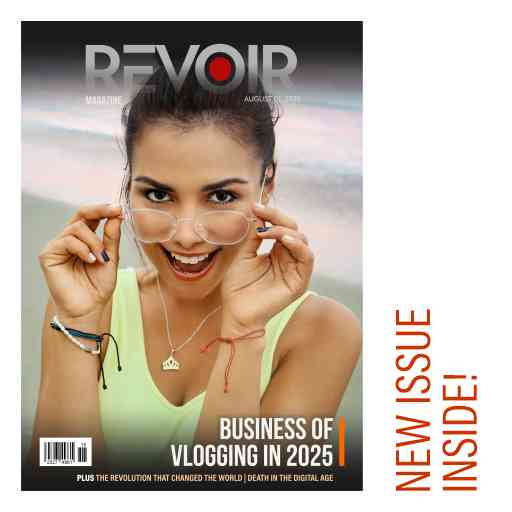 REVOIR
MAGAZINE
BUSINESS OF
VLOGGING IN 2025
PLUS THE REVOLUTION THAT CHANGED THE WORLD | DEATH IN THE DIGITAL AGE
NEW ISSUE
INSIDE!